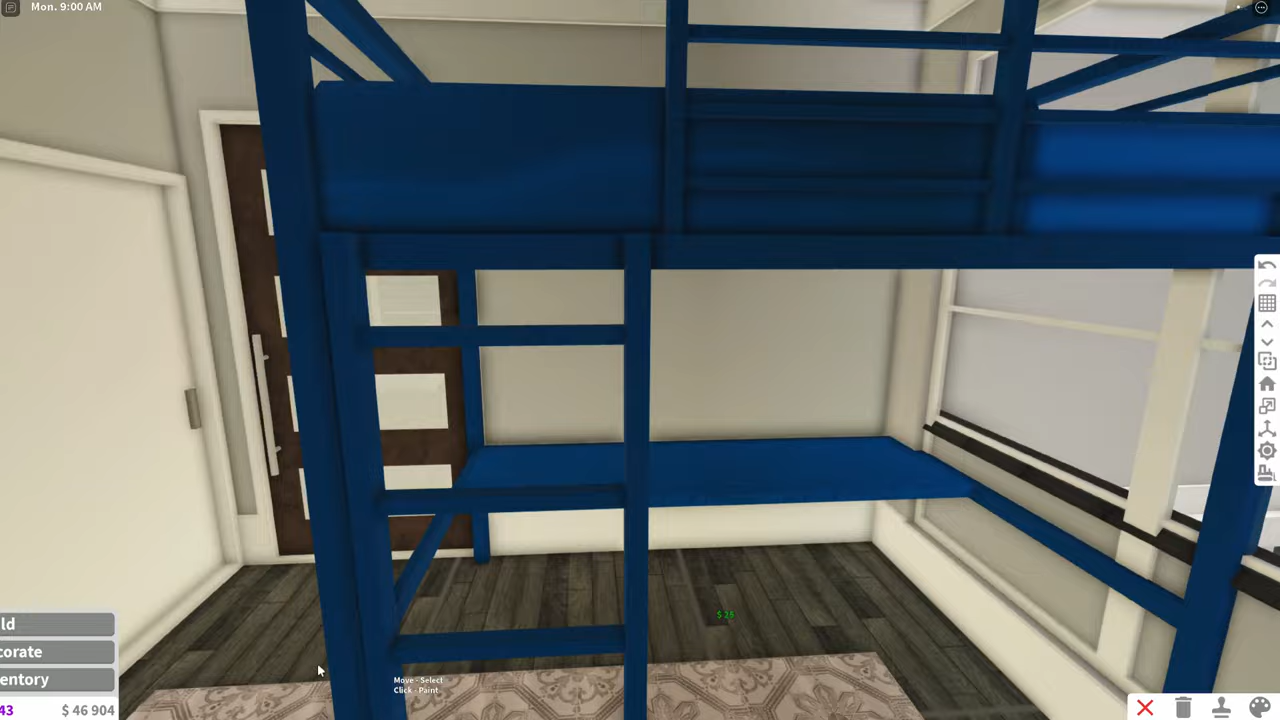 Mon. 9:00 AM
$ 25
ld
corate
entory
Move - Select
Click - Paint
43
$ 46 904